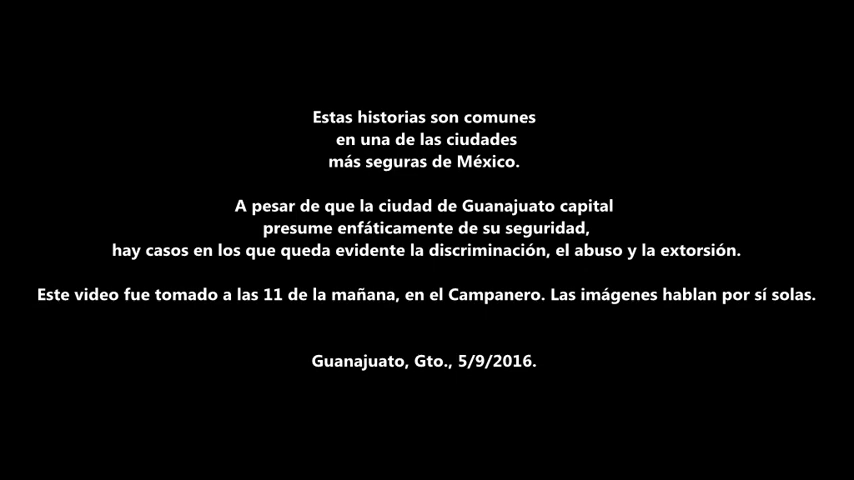 Estas historias son comunes
en una de las ciudades
más seguras de México.
A pesar de que la ciudad de Guanajuato capital
presume enfáticamente de su seguridad,
hay casos en los que queda evidente la discriminación, el abuso y la extorsión.
Este video fue tomado a las 11 de la mañana, en el Campanero. Las imágenes hablan por sí solas.
Guanajuato, Gto., 5/9/2016.